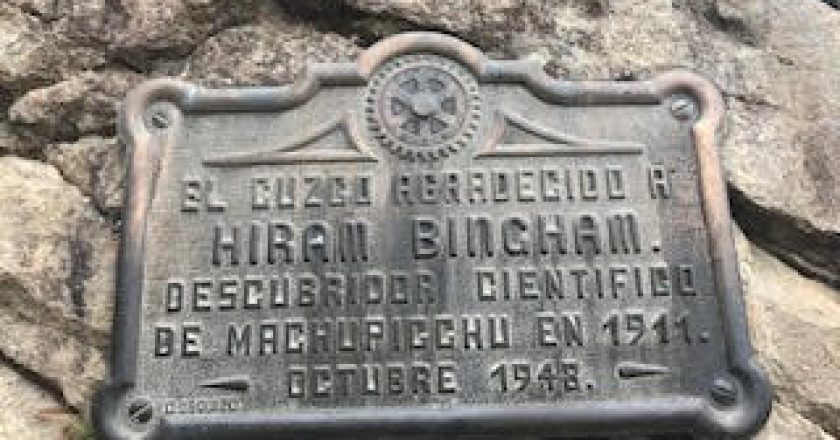 EL CUZCO AGRADECIDO A
HIRAM BINGHAM.
DESCUBRIDOR CIENTIFICO
DE MACHUPICCHU EN 1911.
OCTUBRE 1948.